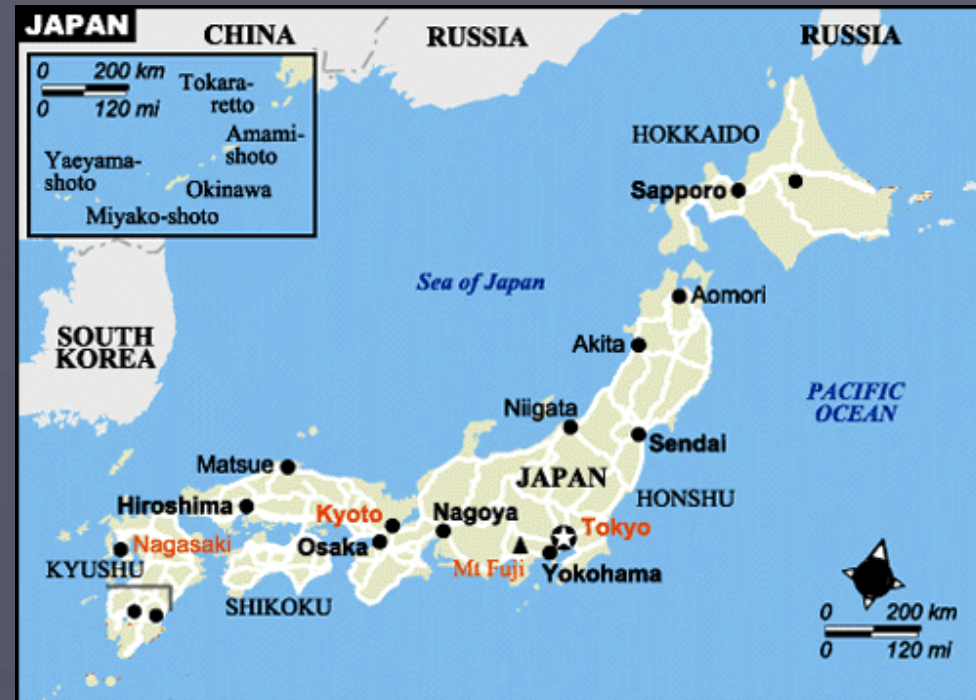 JAPAN
CHINA
RUSSIA
RUSSIA
0 200 km
0 120 mi
Tokara-
retto
Amami-
shoto
Yaeyama-
shoto
Okinawa
Miyako-shoto
HOKKAIDO
Sapporo
Sea of Japan
Aomori
SOUTH
KOREA
Akita
PACIFIC
OCEAN
Niigata
Sendai
Matsue
JAPAN
HONSHU
Hiroshima
Kyoto
Nagoya
Tokyo
Nagasaki
Osaka
Mt Fuji
Yokohama
KYUSHU
SHIKOKU
0 200 km
0 120 mi